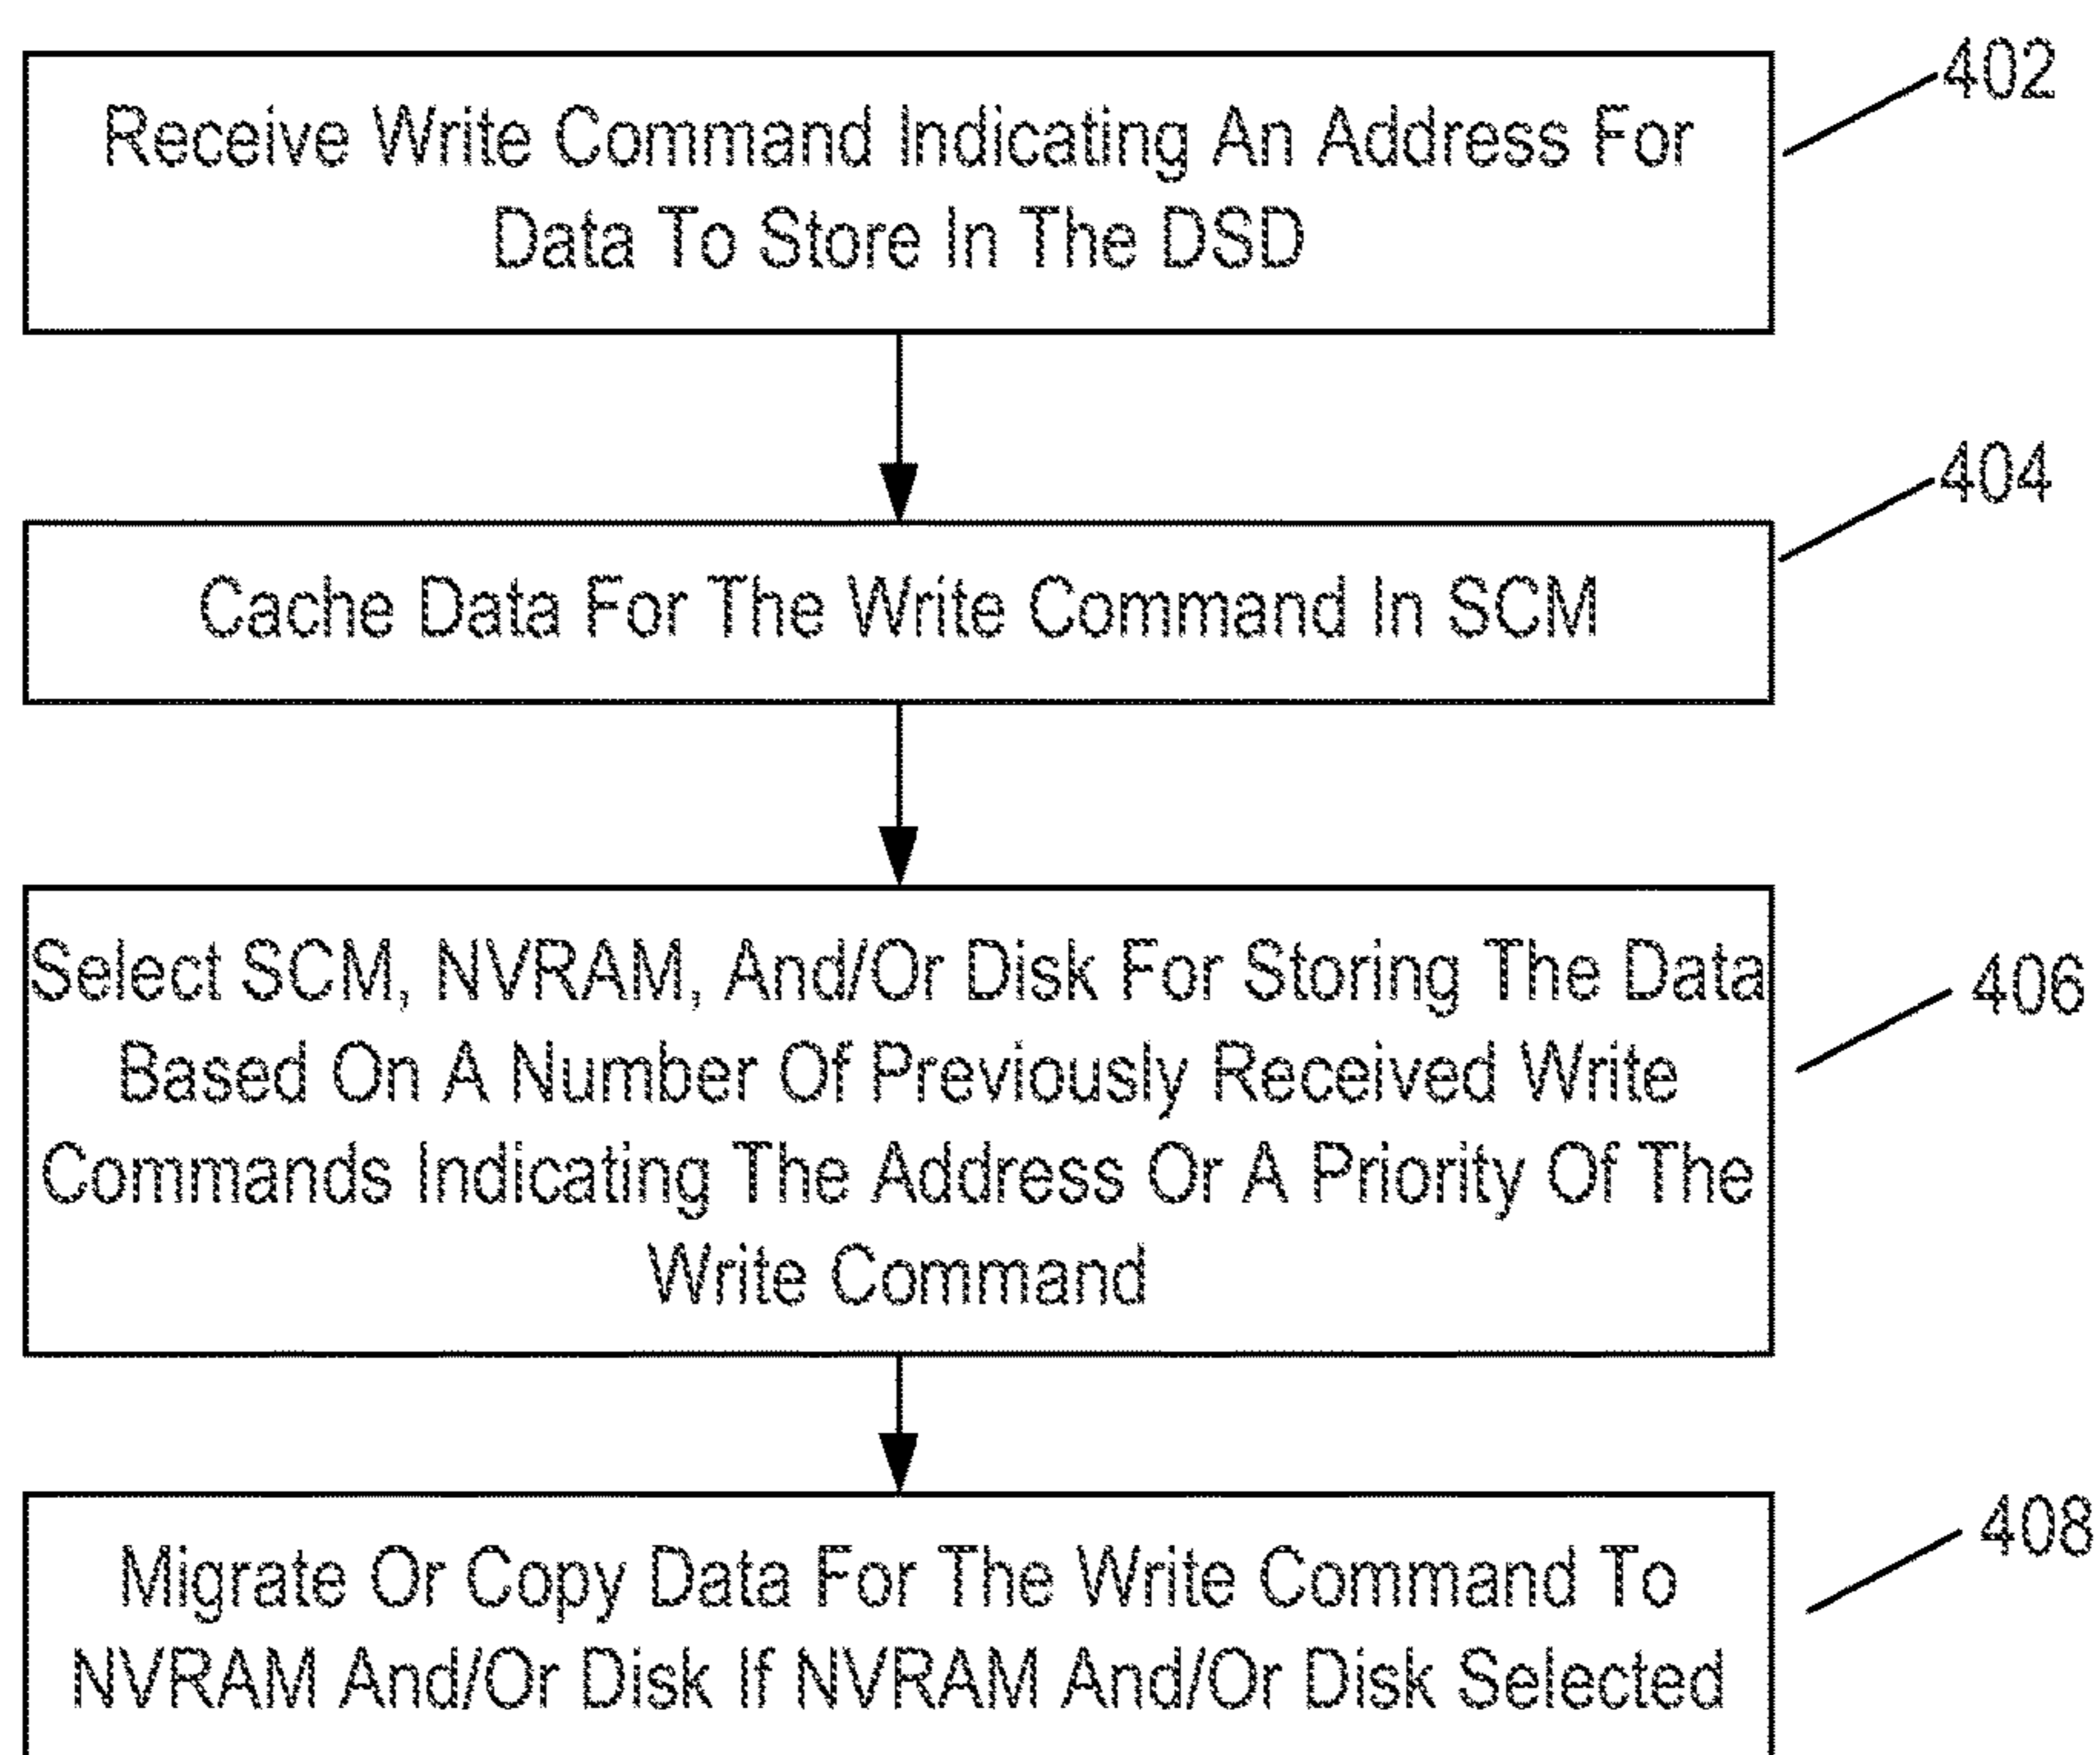 402
Receive Write Command Indicating An Address For
Data To Store In The DSD
404
Cache Data For The Write Command In SCM
Select SCM, NVRAM, And/Or Disk For Storing The Data
406
Based On A Number Of Previously Received Write
Commands Indicating The Address Or A Priority Of The
Write Command
408
Migrate Or Copy Data For The Write Command To
NVRAM And/Or Disk If NVRAM And/Or Disk Selected